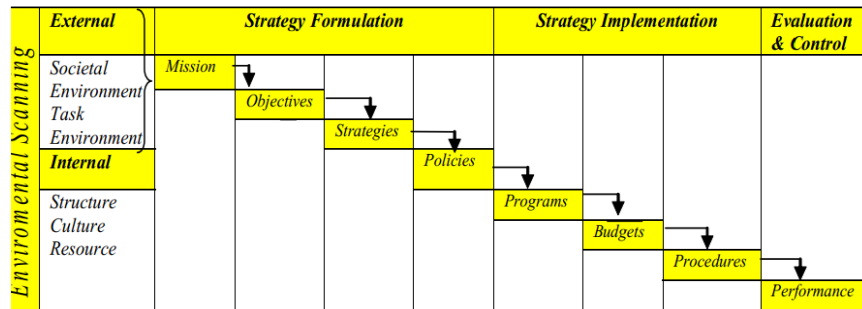 Enviromental Scanning
External
Strategy Formulation
Strategy Implementation
Evaluation
& Control
Societal
Environment
Task
Environment
Mission
Objectives
Strategies
Internal
Policies
Structure
Culture
Resource
Programs
Budgets
Procedures
Performance